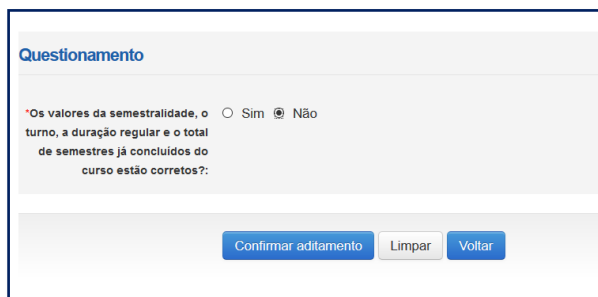 Questionamento
*Os valores da semestralidade, o
turno, a duração regular e o total
de semestres já concluídos do
curso estão corretos?:
Sim Não
Confirmar aditamento Limpar Voltar